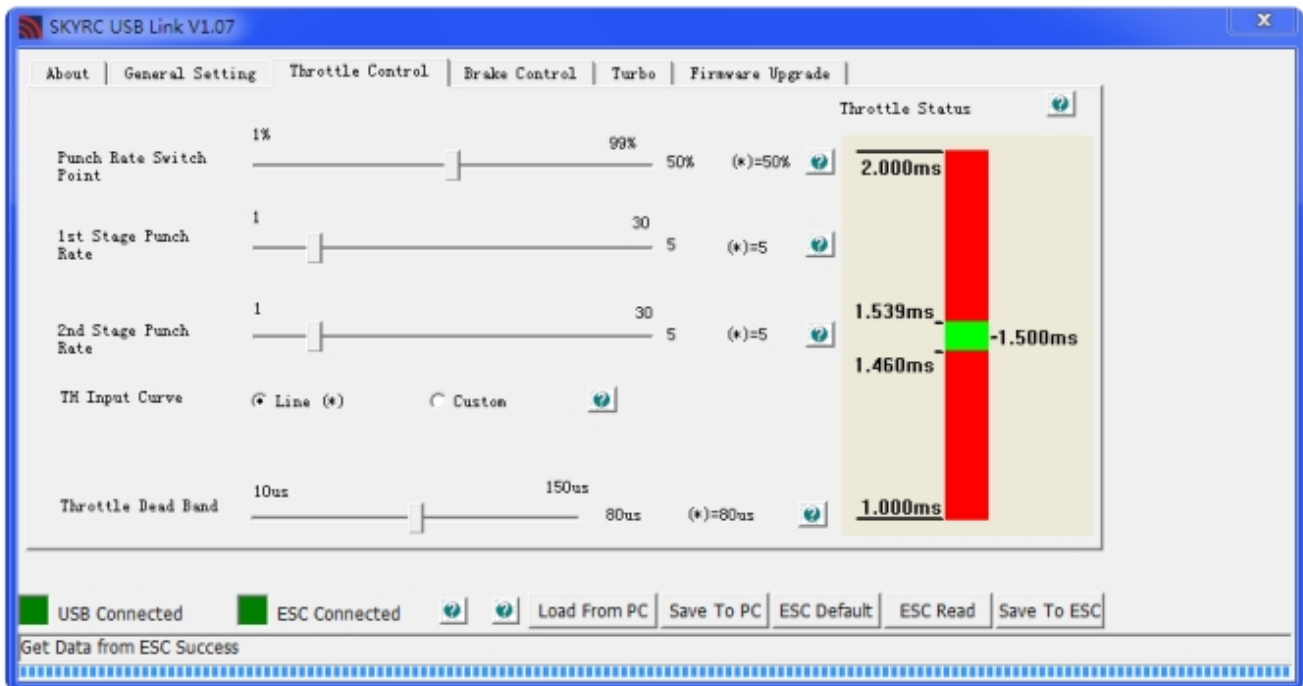 SKYRC USB Link V1.07
x
About
General Setting
Throttle Control
Brake Control
Turbo
Firmware Upgrade
Throttle Status
?
Punch Rate Switch
Point
1%
99%
50%
(*)=50%
?
1st Stage Punch
Rate
1
30
5
(*)=5
?
2nd Stage Punch
Rate
1
30
5
(*)=5
?
TH Input Curve
Line (*)
Custom
?
Throttle Dead Band
10us
150us
80us
(*)=80us
?
2.000ms
1.539ms
-1.500ms
1.460ms
1.000ms
USB Connected
ESC Connected
?
?
Load From PC
Save To PC
ESC Default
ESC Read
Save To ESC
Get Data from ESC Success